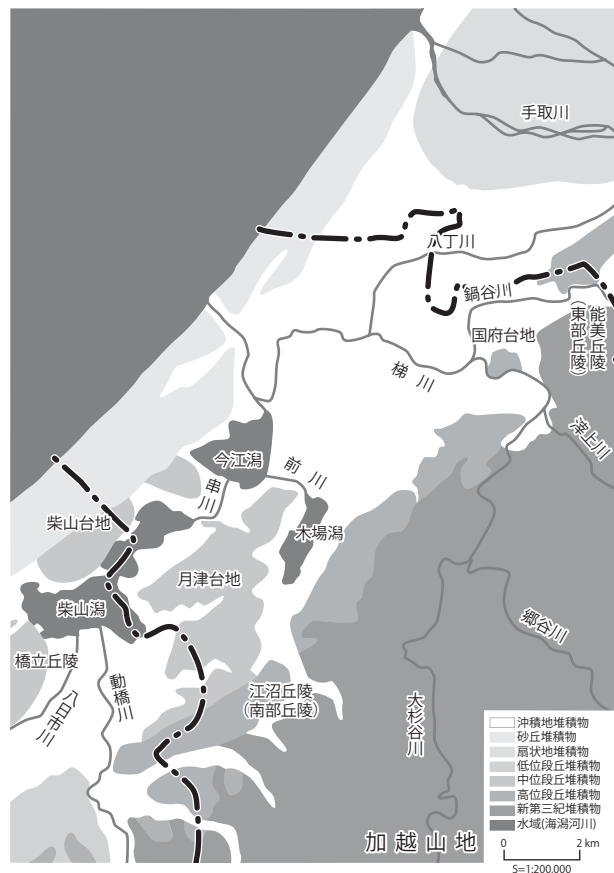 手取川
八丁川
鍋谷川
能美丘陵
(東部丘陵)
国府台地
梯川
滓上川
今江潟
前川
串川
木場潟
柴山台地
月津台地
柴山潟
郷谷川
橋立丘陵
動橋川
八日市川
江沼丘陵
(南部丘陵)
大杉谷川
加越山地
沖積地堆積物
砂丘堆積物
扇状地堆積物
低位段丘堆積物
中位段丘堆積物
高位段丘堆積物
新第三紀堆積物
水域(海潟河川)
0 2 km
S=1:200.000